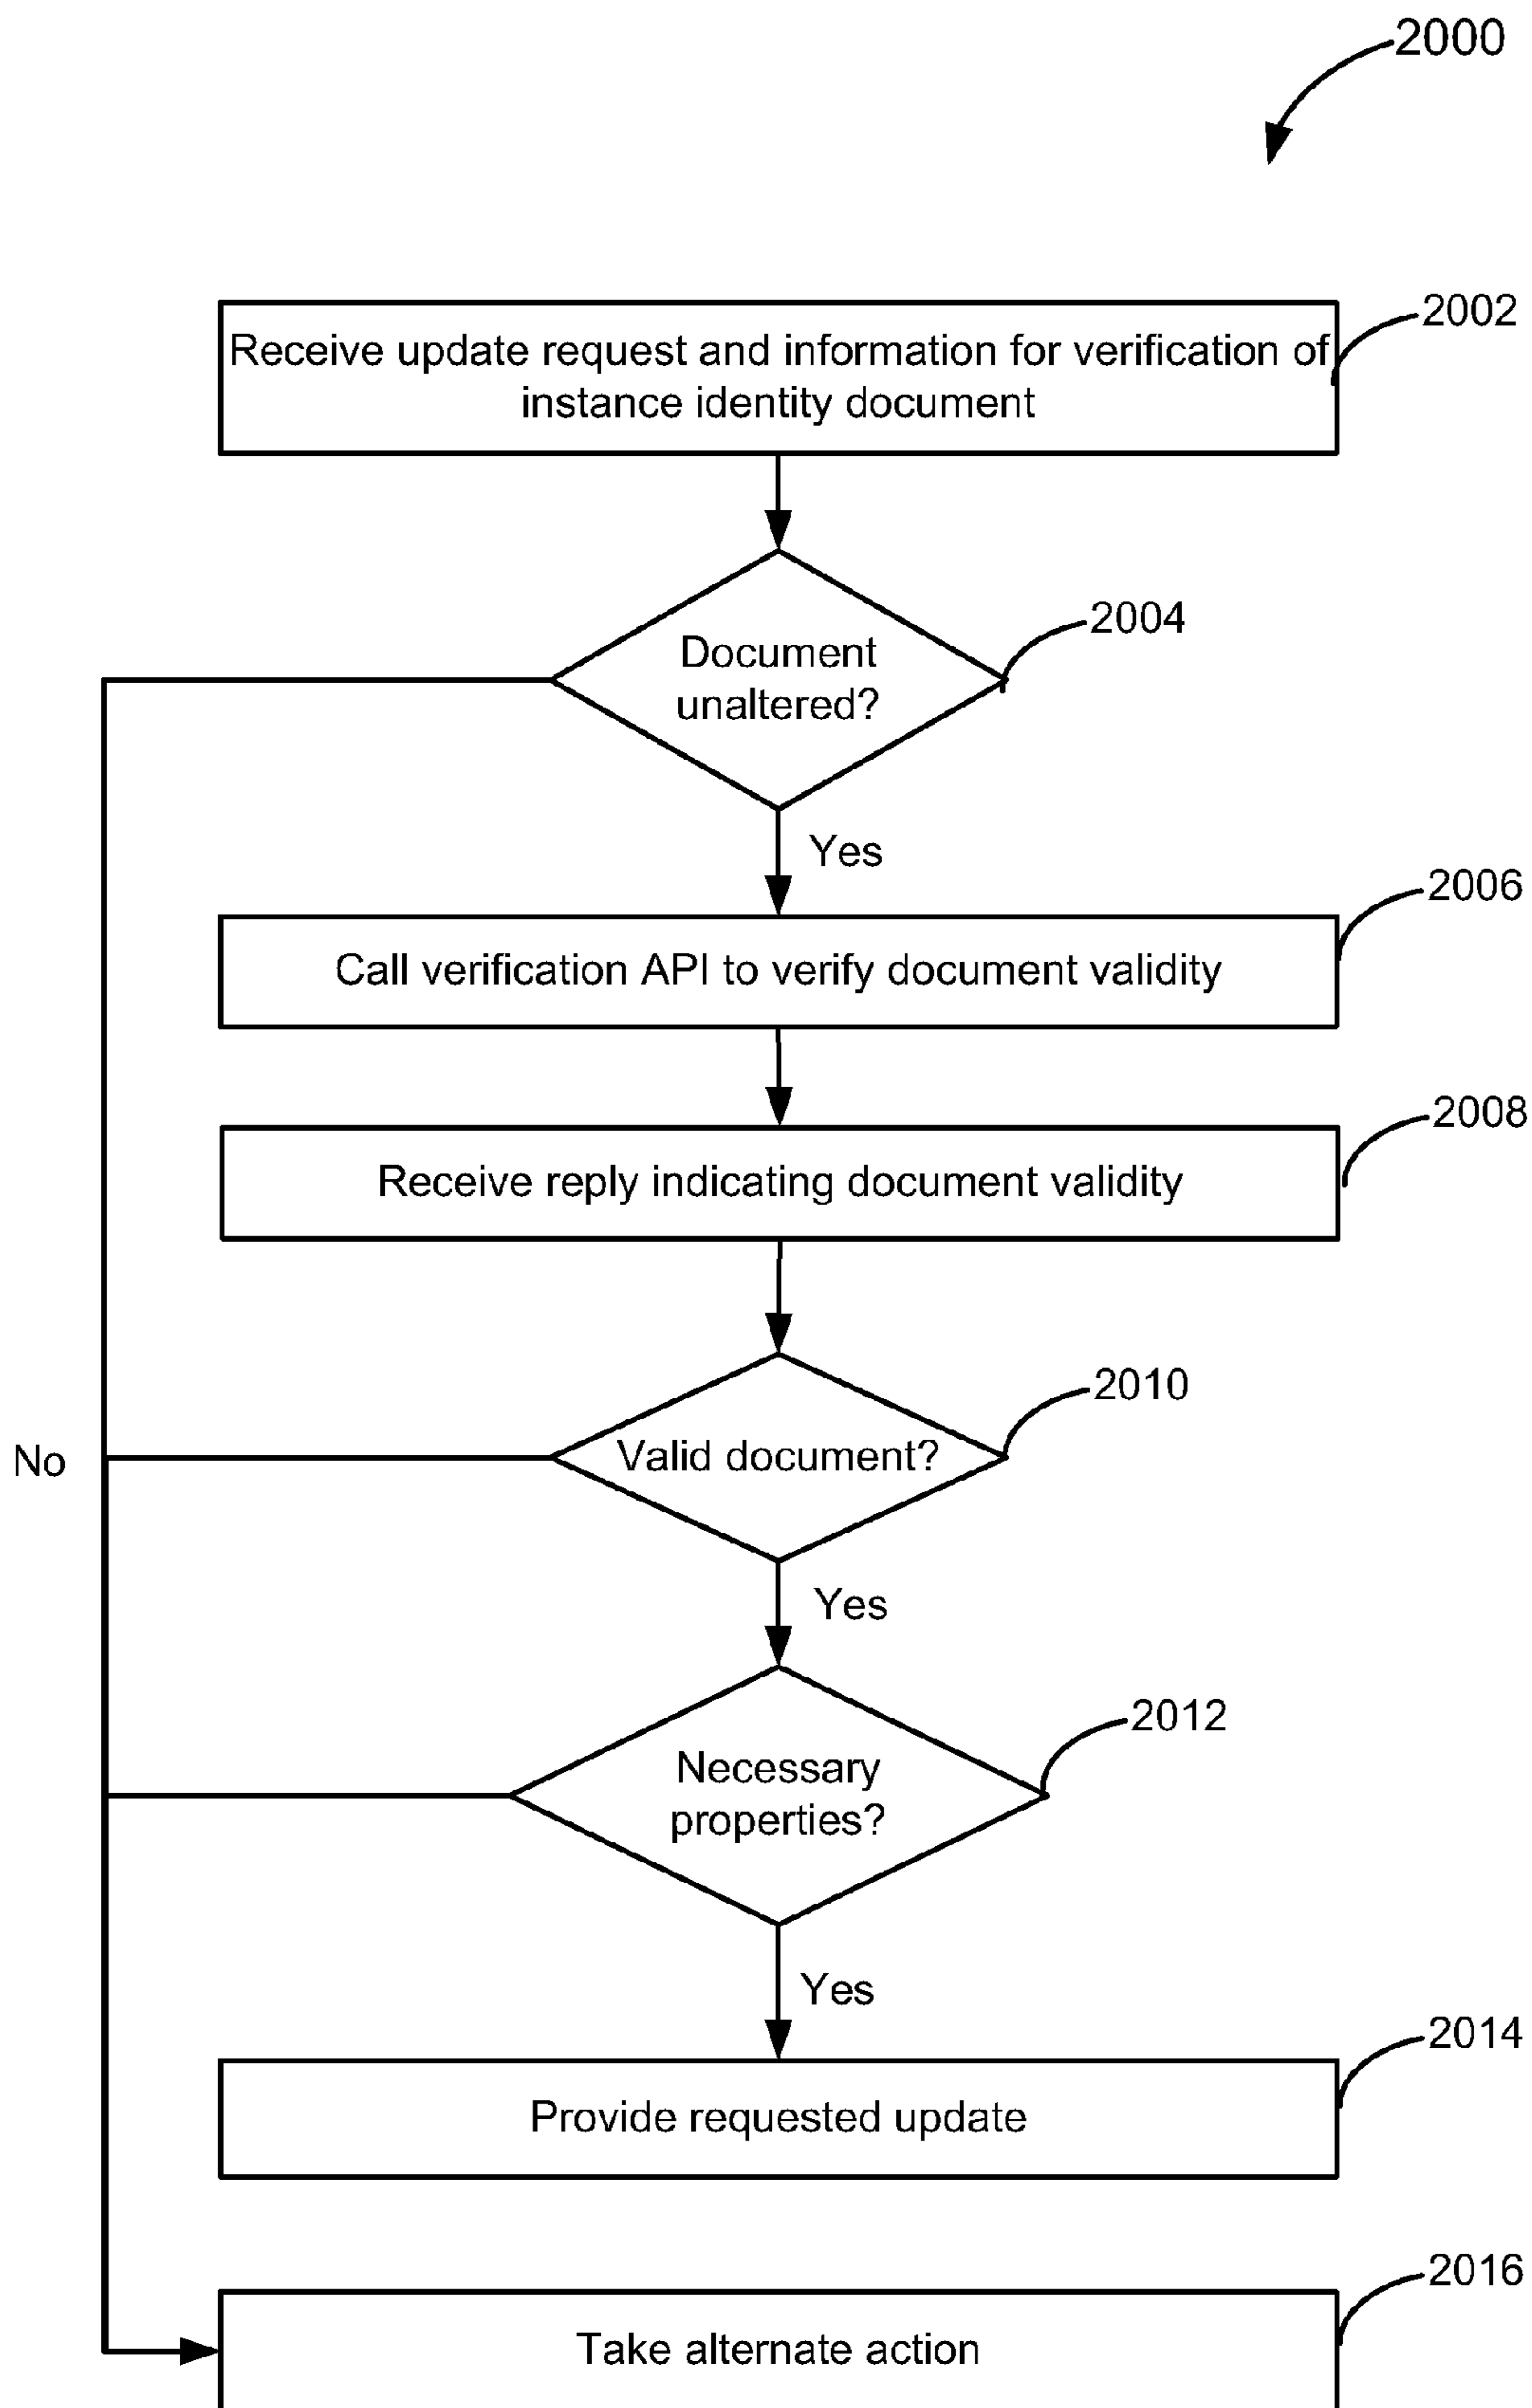 2000
2002
Receive update request and information for verification of
instance identity document
2004
Document
unaltered?
Yes
2006
Call verification API to verify document validity
2008
Receive reply indicating document validity
2010
Valid document?
No
Yes
2012
Necessary
properties?
Yes
2014
Provide requested update
2016
Take alternate action